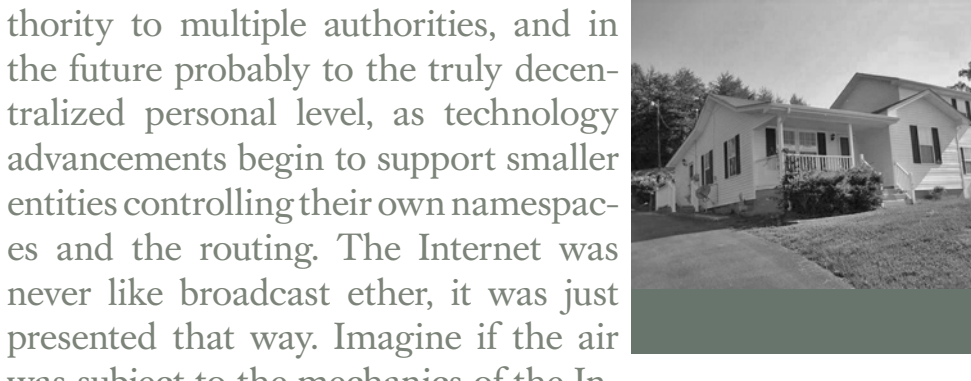 thority to multiple authorities, and in
the future probably to the truly decen-
tralized personal level, as technology
advancements begin to support smaller
entities controlling their own namespac-
es and the routing. The Internet was
never like broadcast ether, it was just
presented that way. Imagine if the air
was subject to the mechanics of the In-